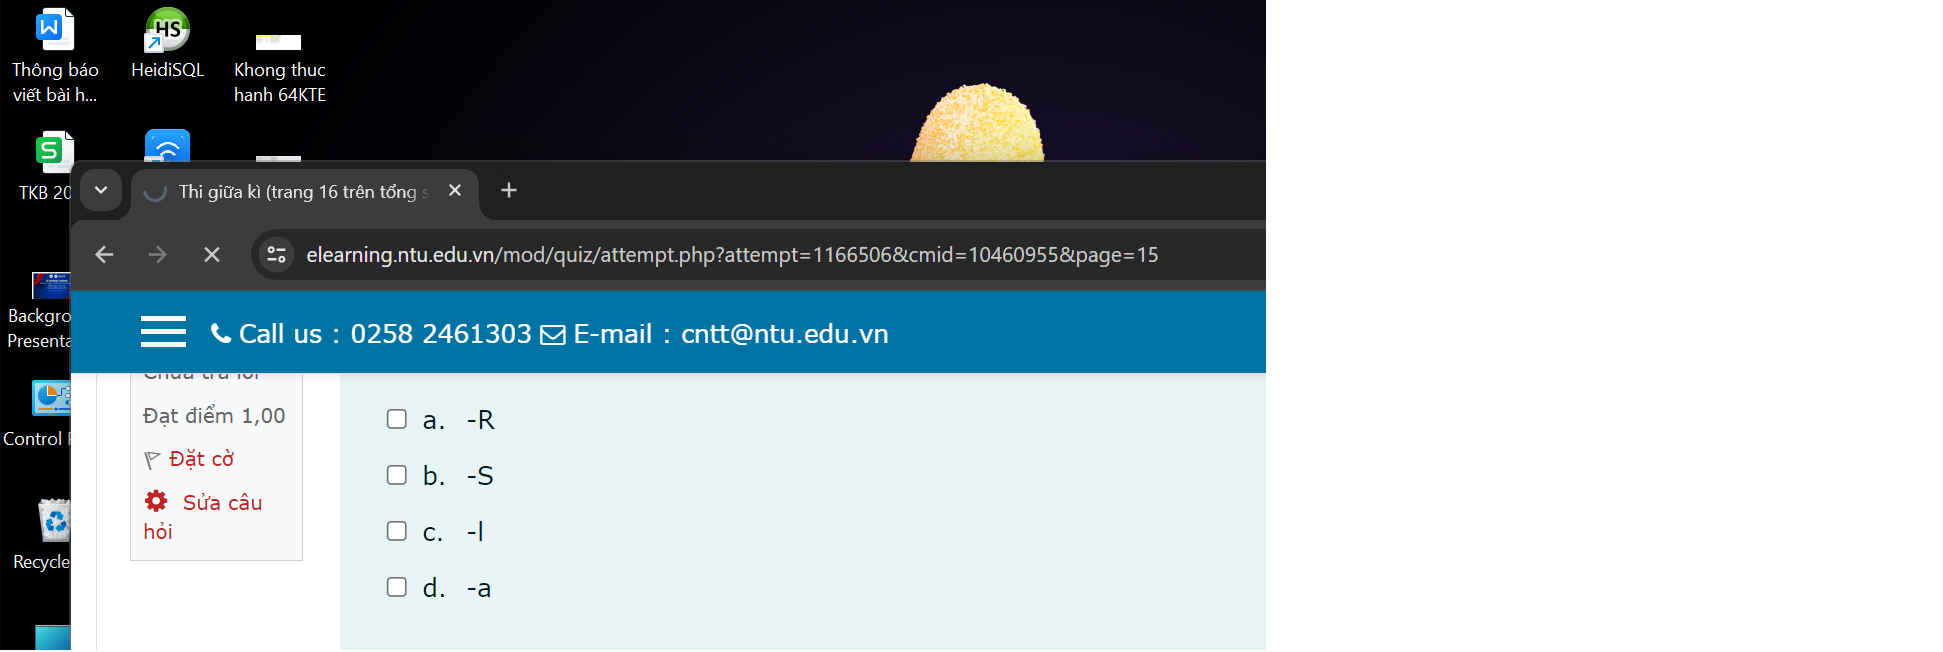 Thông báo
viết bài h...
HeidiSQL
HS
Khong thuc
hanh 64KTE
TKB 20
Thi giữa kì (trang 16 trên tổng s
elearning.ntu.edu.vn/mod/quiz/attempt.php?attempt=1166506&cmid=10460955&page=15
Backgro
Presenta
Call us : 0258 2461303 E-mail : cntt@ntu.edu.vn
Đạt điểm 1,00
Control
Đặt cờ
Sửa câu
hỏi
Recycle
a. -R
b. -S
c. -l
d. -a